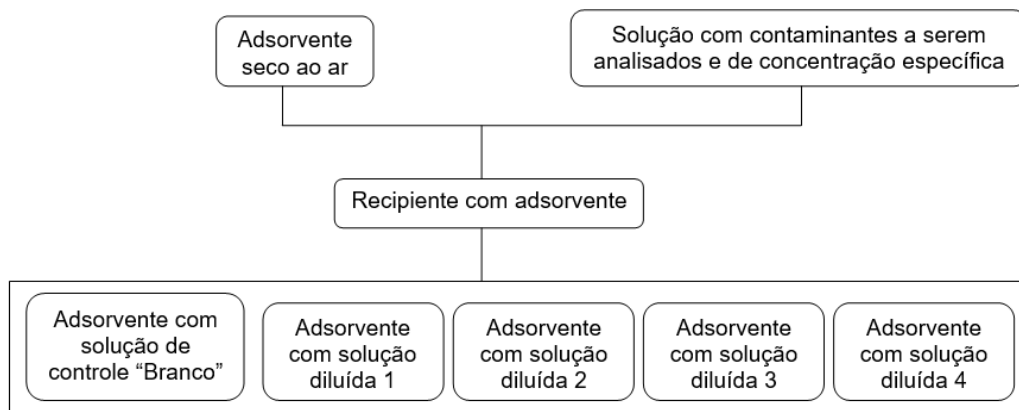 Adsorvente
seco ao ar
Solução com contaminantes a serem
analisados e de concentração específica
Recipiente com adsorvente
Adsorvente com
solução de
controle “Branco”
Adsorvente
com solução
diluída 1
Adsorvente
com solução
diluída 2
Adsorvente
com solução
diluída 3
Adsorvente
com solução
diluída 4